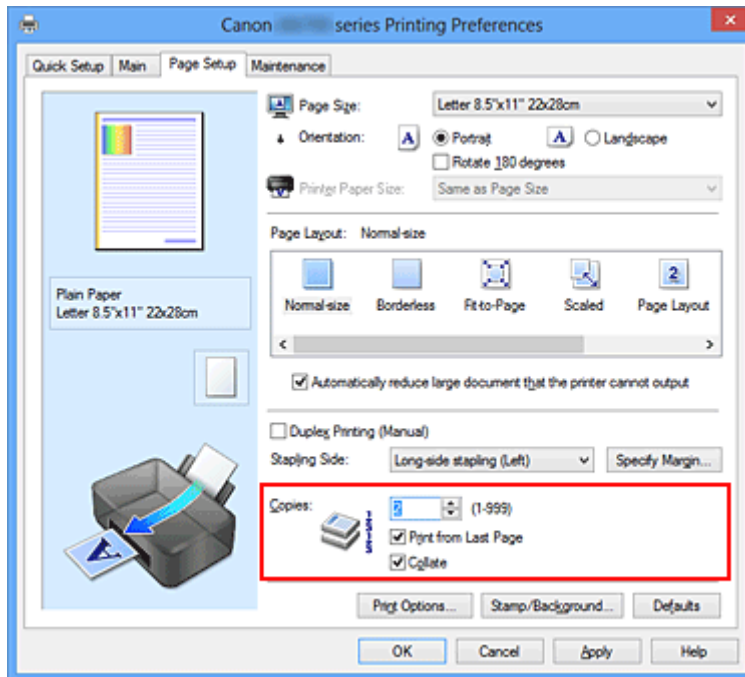 Canon series Printing Preferences
Quick Setup Main Page Setup Maintenance
Page Size: Letter 8.5"x11" 22x28cm
Orientation: A Portrait A Landscape
Rotate 180 degrees
Printer Paper Size: Same as Page Size
Page Layout: Normal-size
Plain Paper
Letter 8.5"x11" 22x28cm
2
Normal-size Borderless Fit-to-Page Scaled Page Layout
Automatically reduce large document that the printer cannot output
Duplex Printing (Manual)
Stapling Side: Long-side stapling (Left) Specify Margin...
Copies: 2 (1-999)
Print from Last Page
Collate
A
Print Options... Stamp/Background... Defaults
OK Cancel Apply Help